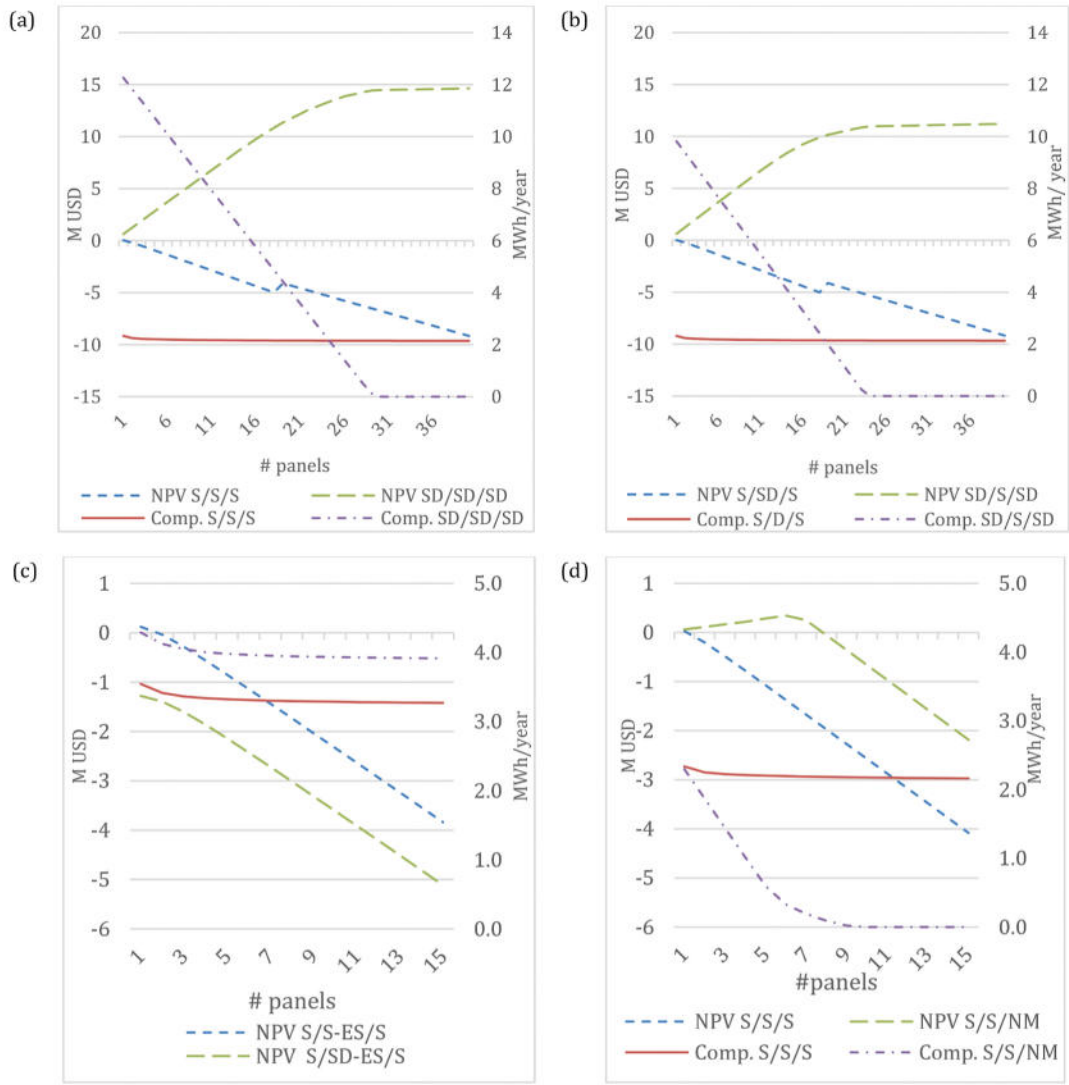 (a)
20
15
10
5
0
-5
-10
-15
M USD
14
12
10
8
6
4
2
0
MWh/year
1 6 11 16 21 26 31 36
# panels
NPV S/S/S NPV SD/SD/SD
Comp. S/S/S Comp. SD/SD/SD
(b)
20
15
10
5
0
-5
-10
-15
M USD
14
12
10
8
6
4
2
0
MWh/ year
1 6 11 16 21 26 31 36
# panels
NPV S/SD/S NPV SD/S/SD
Comp. S/D/S Comp. SD/S/SD
(c)
1
0
-1
-2
-3
-4
-5
-6
M USD
5.0
4.0
3.0
2.0
1.0
0.0
MWh/year
1 3 5 7 9 11 13 15
# panels
NPV S/S-ES/S
NPV S/SD-ES/S
(d)
1
0
-1
-2
-3
-4
-5
-6
M USD
5.0
4.0
3.0
2.0
1.0
0.0
MWh/year
1 3 5 7 9 11 13 15
#panels
NPV S/S/S NPV S/S/NM
Comp. S/S/S Comp. S/S/NM